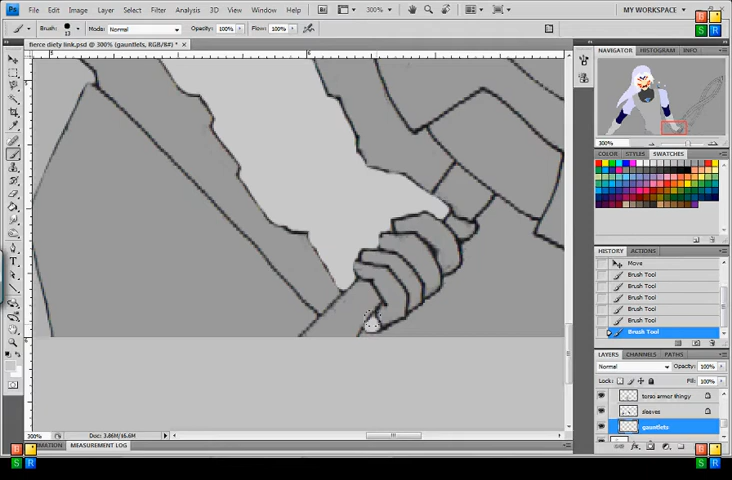 File Edit Image Layer Select Filter Analysis 3D View Window Help 300% MY WORKSPACE
Brush: 13 Mode: Normal Opacity: 100% Flow: 100%
fierce diety link.psd @ 300% (gauntlets, RGB/8#) *
NAVIGATOR HISTOGRAM INFO
300%
COLOR STYLES SWATCHES
HISTORY ACTIONS
Move
Brush Tool
Brush Tool
Brush Tool
Brush Tool
Brush Tool
Brush Tool
LAYERS CHANNELS PATHS
Normal Opacity: 100%
Lock: Fill: 100%
torso armor thingy
sleeves
gauntlets
300% Doc: 3.86M/16.6M
MEASUREMENT LOG